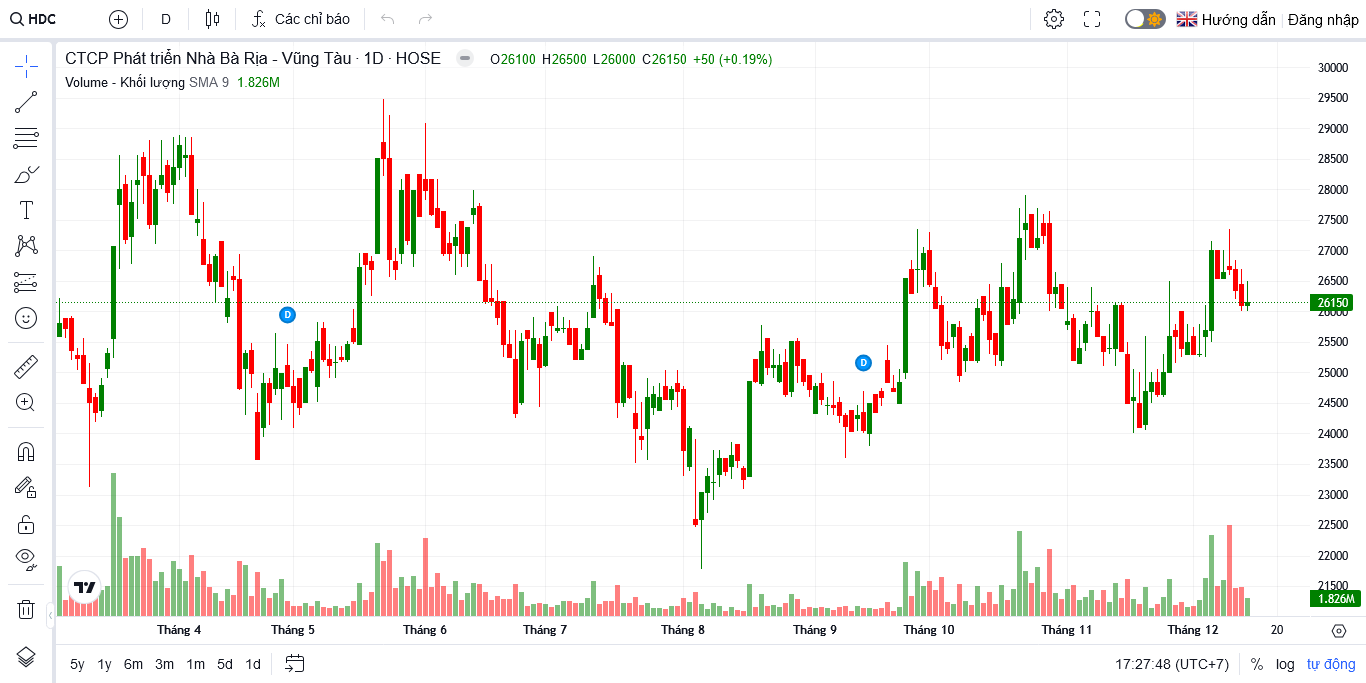 HDC D Các chỉ báo Hướng dẫn Đăng nhập
CTCP Phát triển Nhà Bà Rịa - Vũng Tàu · 1D · HOSE O26100 H26500 L26000 C26150 +50 (+0.19%)
Volume - Khối lượng SMA 9 1.826M
30000
29500
29000
28500
28000
27500
27000
26500
26150
26000
25500
25000
24500
24000
23500
23000
22500
22000
21500
1.826M
D
D
Tháng 4 Tháng 5 Tháng 6 Tháng 7 Tháng 8 Tháng 9 Tháng 10 Tháng 11 Tháng 12 20
5y 1y 6m 3m 1m 5d 1d 17:27:48 (UTC+7) % log tự động